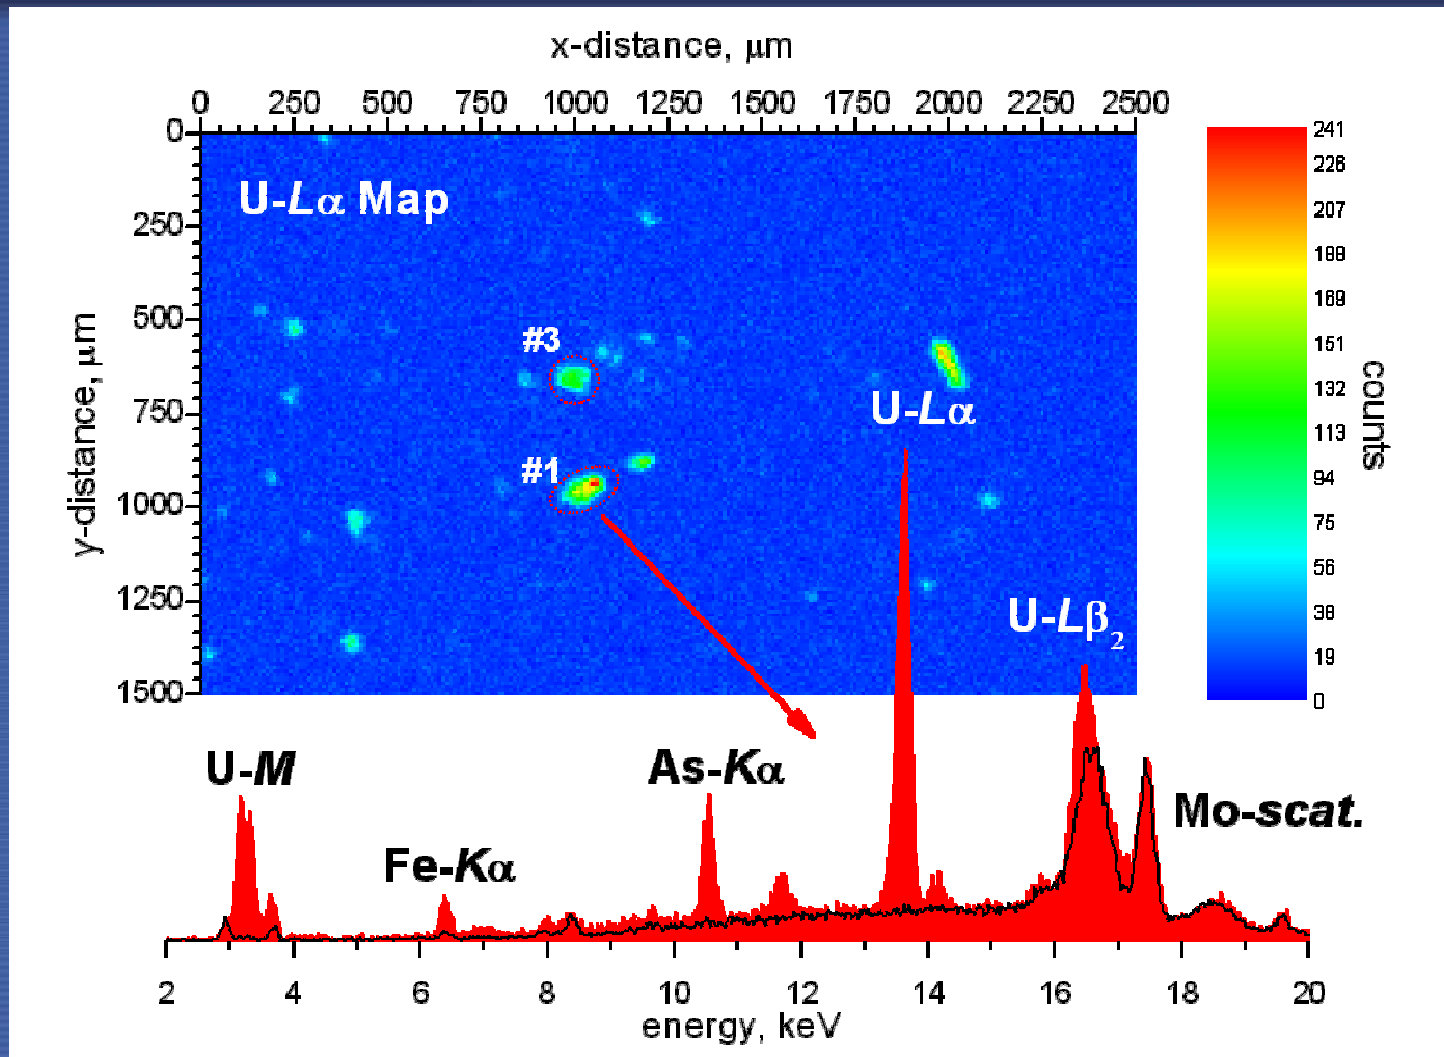 x-distance, μm
0 250 500 750 1000 1250 1500 1750 2000 2250 2500
0
250
500
750
1000
1250
1500
y-distance, μm
U-Lα Map
#3
#1
U-Lα
U-Lβ2
241
226
207
188
169
151
132
113
94
75
56
38
19
0
counts
U-M
Fe-Kα
As-Kα
Mo-scat.
2 4 6 8 10 12 14 16 18 20
energy, keV